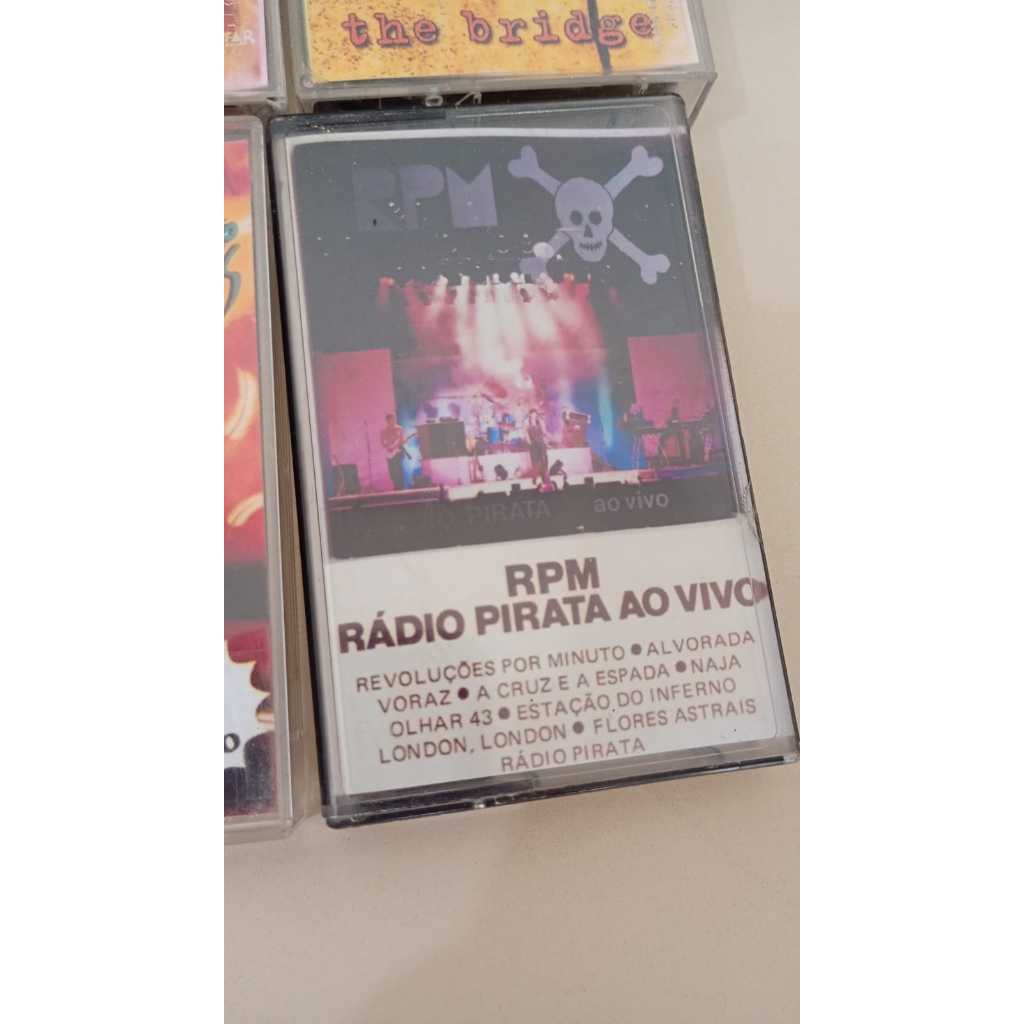 the bridge
RPM
PIRATA ao vivo
RPM
RÁDIO PIRATA AO VIVO
REVOLUÇÕES POR MINUTO ● ALVORADA
VORAZ ● A CRUZ E A ESPADA ● NAJA
OLHAR 43 ● ESTAÇÃO DO INFERNO
LONDON, LONDON ● FLORES ASTRAIS
RÁDIO PIRATA